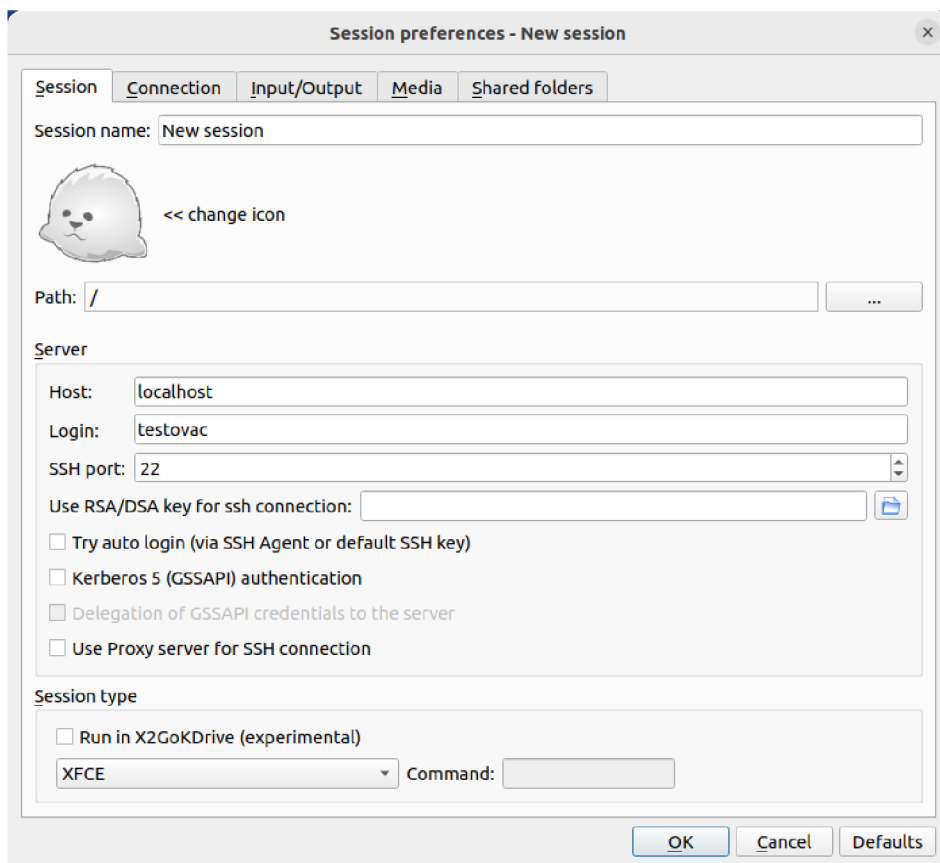 Session preferences - New session
Session Connection Input/Output Media Shared folders
Session name: New session
<< change icon
Path: / ...
Server
Host: localhost
Login: testovac
SSH port: 22
Use RSA/DSA key for ssh connection:
Try auto login (via SSH Agent or default SSH key)
Kerberos 5 (GSSAPI) authentication
Delegation of GSSAPI credentials to the server
Use Proxy server for SSH connection
Session type
Run in X2GoKDrive (experimental)
XFCE Command:
OK Cancel Defaults